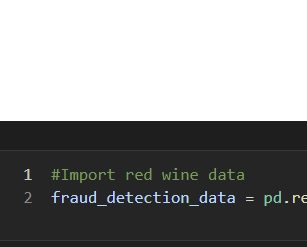 1 #Import red wine data
2 fraud_detection_data = pd.re